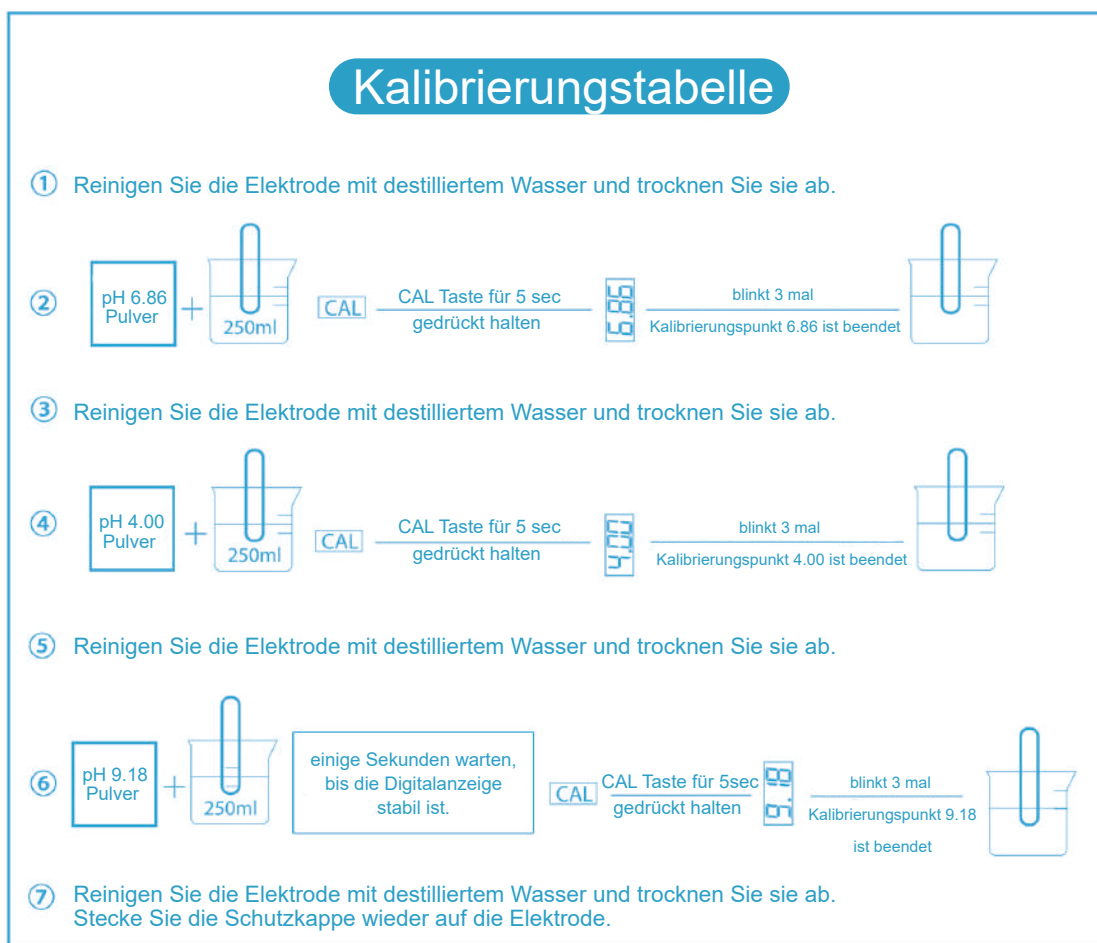 Kalibrierungstabelle
① Reinigen Sie die Elektrode mit destilliertem Wasser und trocknen Sie sie ab.
②
pH 6.86
Pulver
+
250ml
CAL
CAL Taste für 5 sec
gedrückt halten
6.86
blinkt 3 mal
Kalibrierungspunkt 6.86 ist beendet
③ Reinigen Sie die Elektrode mit destilliertem Wasser und trocknen Sie sie ab.
④
pH 4.00
Pulver
+
250ml
CAL
CAL Taste für 5 sec
gedrückt halten
4.00
blinkt 3 mal
Kalibrierungspunkt 4.00 ist beendet
⑤ Reinigen Sie die Elektrode mit destilliertem Wasser und trocknen Sie sie ab.
⑥
pH 9.18
Pulver
+
250ml
einige Sekunden warten,
bis die Digitalanzeige
stabil ist.
CAL
CAL Taste für 5sec
gedrückt halten
9.18
blinkt 3 mal
Kalibrierungspunkt 9.18
ist beendet
⑦ Reinigen Sie die Elektrode mit destilliertem Wasser und trocknen Sie sie ab.
Stecke Sie die Schutzkappe wieder auf die Elektrode.